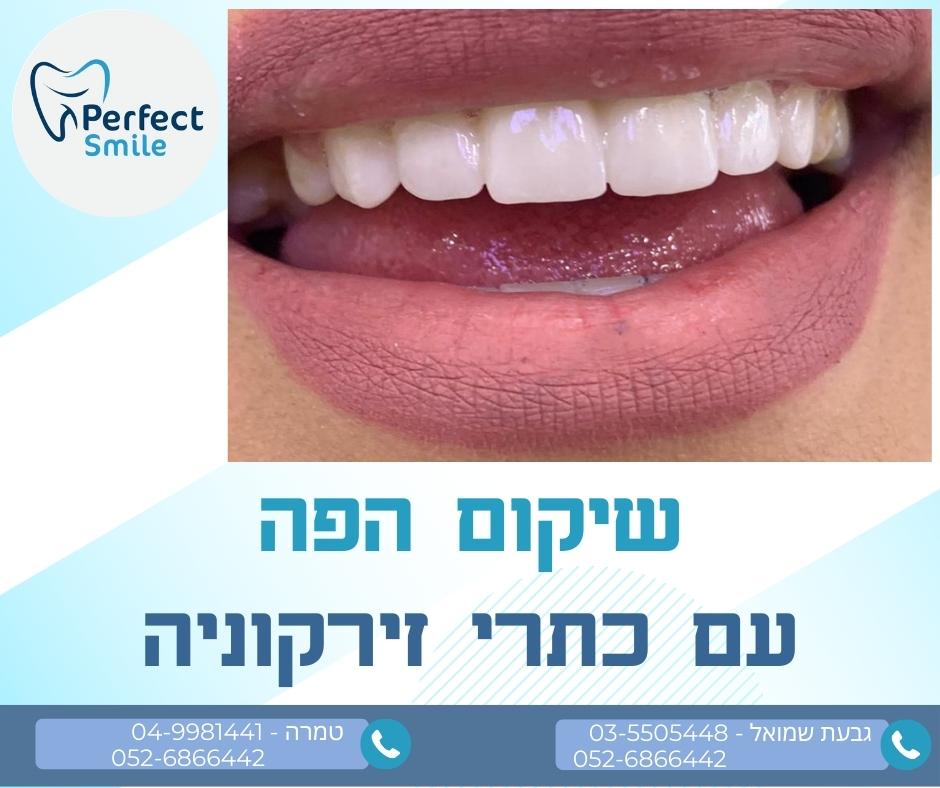 Perfect
Smile
שיקום הפה
עם כתרי זירקוניה
גבעת שמואל - 03-5505448
052-6866442
טמרה - 04-9981441
052-6866442